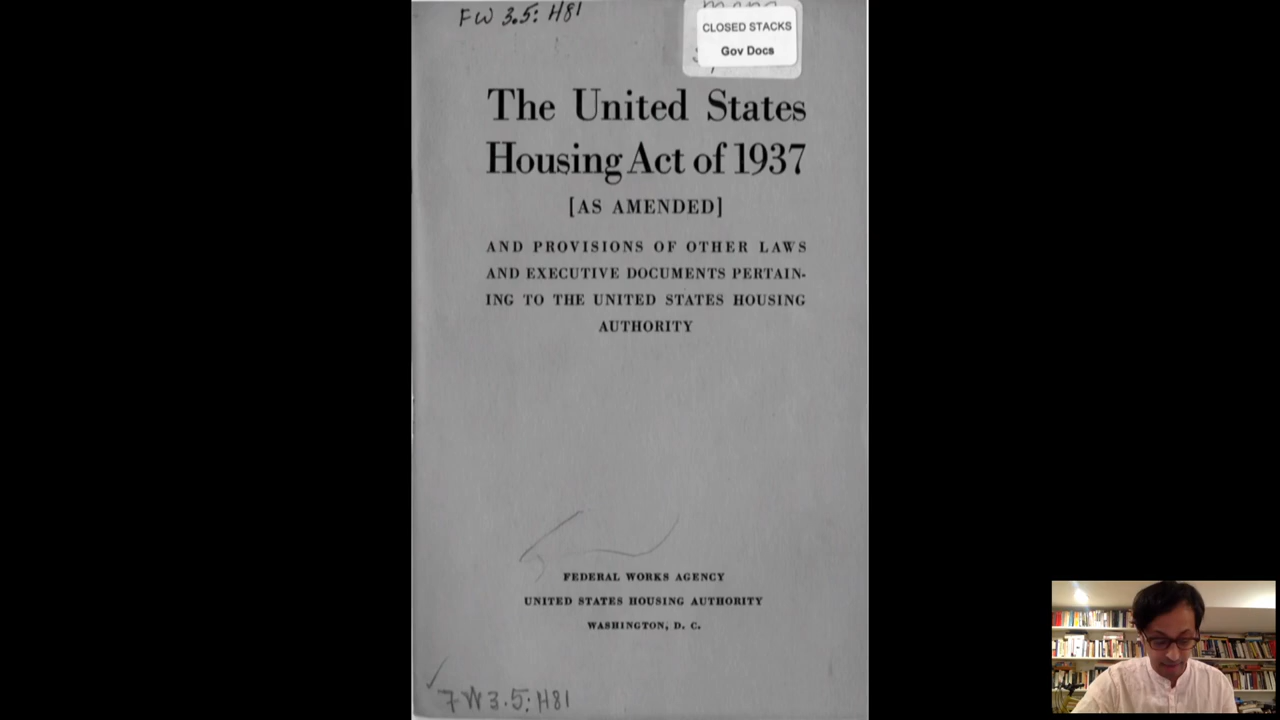 FW 3.5: H81
CLOSED STACKS
Gov Docs
The United States
Housing Act of 1937
[AS AMENDED]
AND PROVISIONS OF OTHER LAWS
AND EXECUTIVE DOCUMENTS PERTAIN-
ING TO THE UNITED STATES HOUSING
AUTHORITY
FEDERAL WORKS AGENCY
UNITED STATES HOUSING AUTHORITY
WASHINGTON, D. C.
FW 3.5: H81